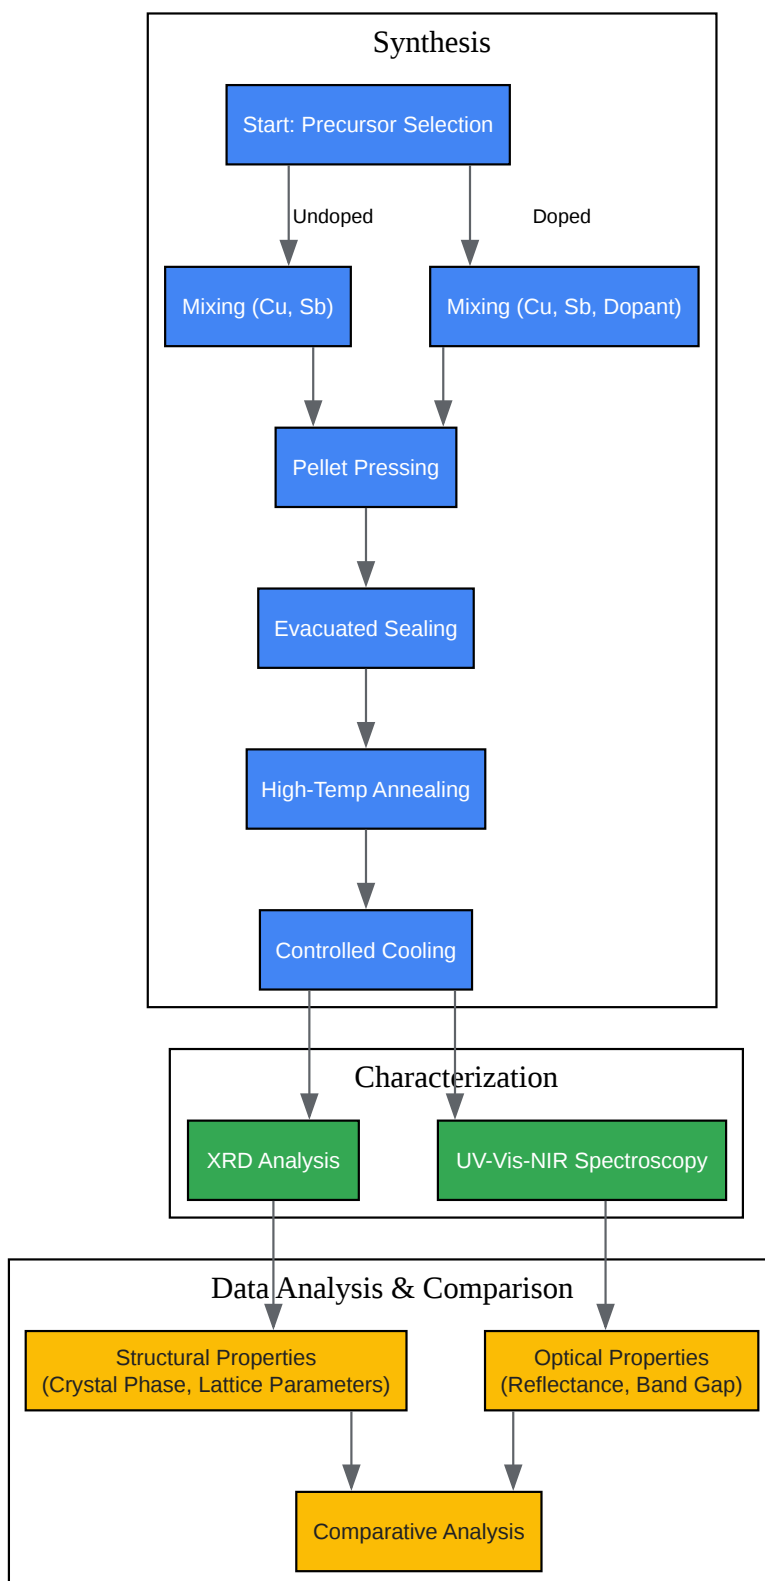 Synthesis
Start: Precursor Selection
Undoped
Doped
Mixing (Cu, Sb)
Mixing (Cu, Sb, Dopant)
Pellet Pressing
Evacuated Sealing
High-Temp Annealing
Controlled Cooling
Characterization
XRD Analysis
UV-Vis-NIR Spectroscopy
Data Analysis & Comparison
Structural Properties
(Crystal Phase, Lattice Parameters)
Optical Properties
(Reflectance, Band Gap)
Comparative Analysis